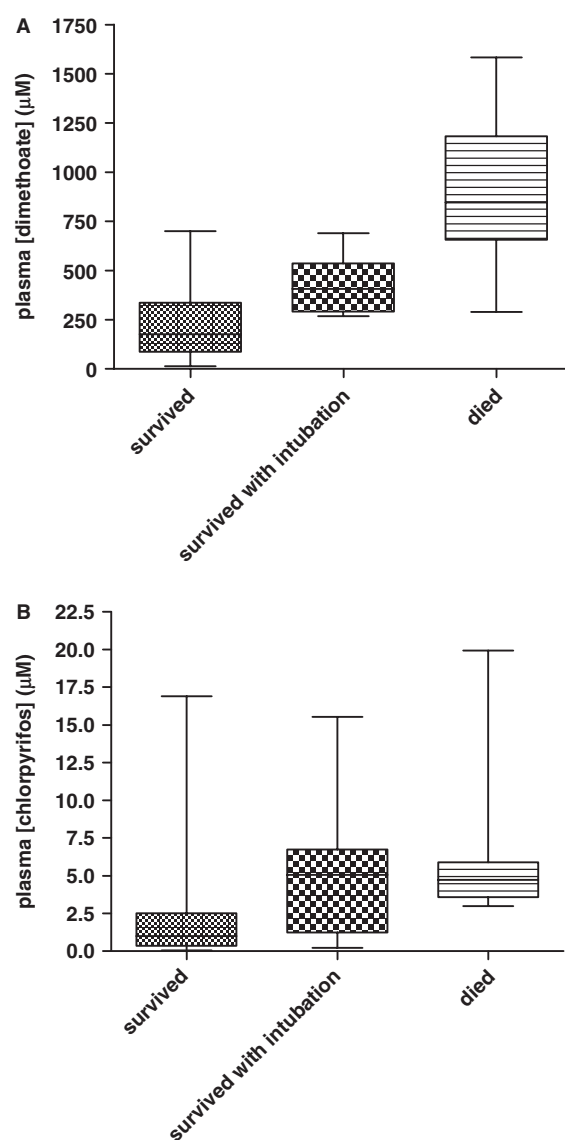 A
1750
1500
1250
1000
750
500
250
0
plasma [dimethoate] (µM)
survived
survived with intubation
died
B
22.5
20.0
17.5
15.0
12.5
10.0
7.5
5.0
2.5
0.0
plasma [chlorpyrifos] (µM)
survived
survived with intubation
died